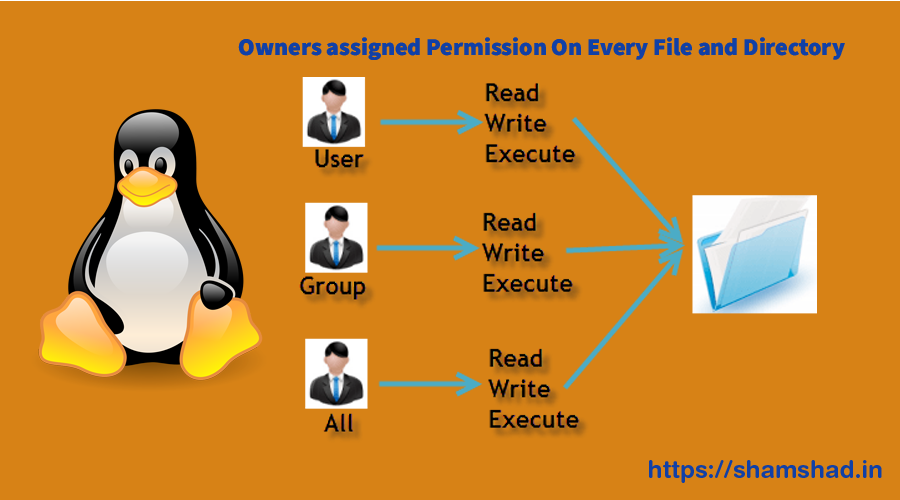 Owners assigned Permission On Every File and Directory
Read
Write
Execute
User
Read
Write
Execute
Group
Read
Write
Execute
All
https://shamshad.in